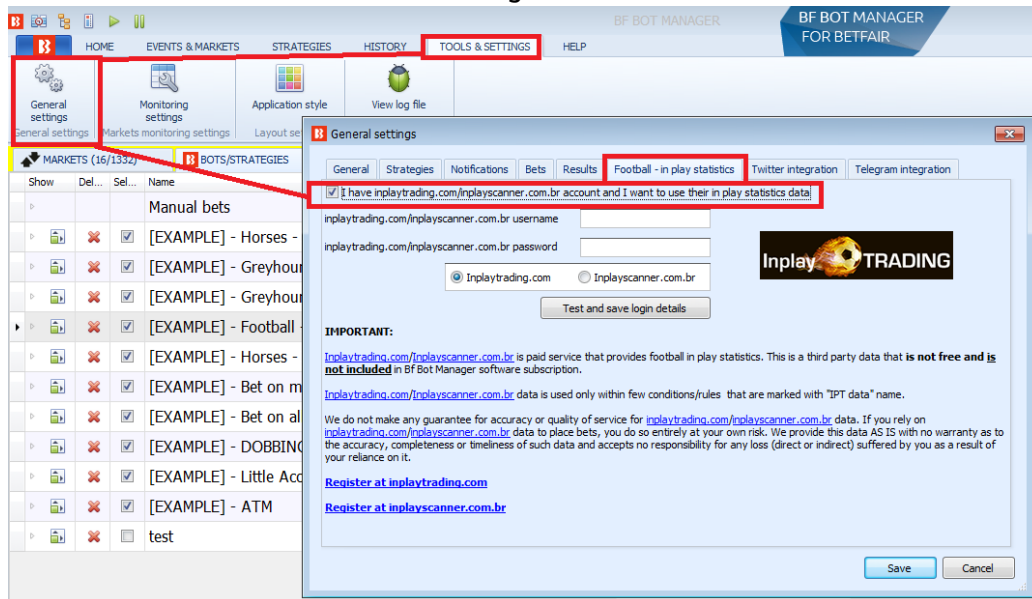 BF BOT MANAGER
BF BOT MANAGER
FOR BETFAIR
HOME EVENTS & MARKETS STRATEGIES HISTORY TOOLS & SETTINGS HELP
General settings
Monitoring settings
Application style
View log file
General settings
Markets monitoring settings
Layout se
General settings
MARKETS (16/1332) BOTS/STRATEGIES
General Strategies Notifications Bets Results Football - in play statistics Twitter integration Telegram integration
Show Del... Sel... Name
I have inplaytrading.com/inplayscanner.com.br account and I want to use their in play statistics data
Manual bets
[EXAMPLE] - Horses -
[EXAMPLE] - Greyhour
[EXAMPLE] - Greyhour
[EXAMPLE] - Football -
[EXAMPLE] - Horses -
[EXAMPLE] - Bet on m
[EXAMPLE] - Bet on al
[EXAMPLE] - DOBBING
[EXAMPLE] - Little Acc
[EXAMPLE] - ATM
test
inplaytrading.com/inplayscanner.com.br username
inplaytrading.com/inplayscanner.com.br password
Inplay TRADING
Inplaytrading.com Inplayscanner.com.br
Test and save login details
IMPORTANT:
Inplaytrading.com/Inplayscanner.com.br is paid service that provides football in play statistics. This is a third party data that is not free and is
not included in Bf Bot Manager software subscription.
Inplaytrading.com/Inplayscanner.com.br data is used only within few conditions/rules that are marked with "IPT data" name.
We do not make any guarantee for accuracy or quality of service for inplaytrading.com/inplayscanner.com.br data. If you rely on
inplaytrading.com/inplayscanner.com.br data to place bets, you do so entirely at your own risk. We provide this data AS IS with no warranty as to
the accuracy, completeness or timeliness of such data and accepts no responsibility for any loss (direct or indirect) suffered by you as a result of
your reliance on it.
Register at inplaytrading.com
Register at inplayscanner.com.br
Save Cancel